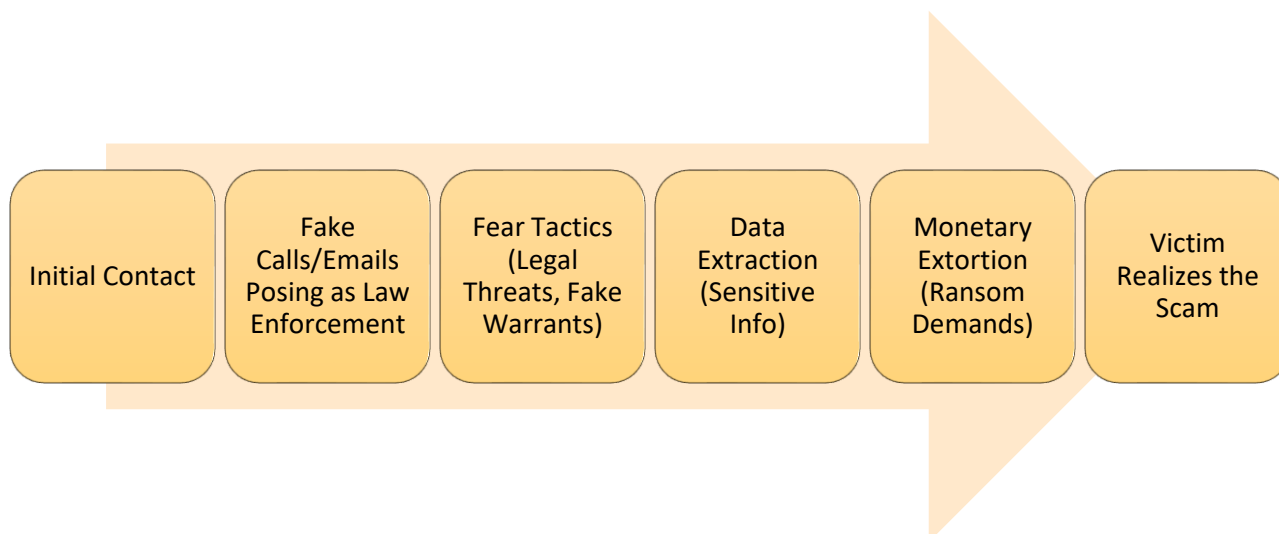 Initial Contact
Fake
Calls/Emails
Posing as Law
Enforcement
Fear Tactics
(Legal
Threats, Fake
Warrants)
Data
Extraction
(Sensitive
Info)
Monetary
Extortion
(Ransom
Demands)
Victim
Realizes the
Scam